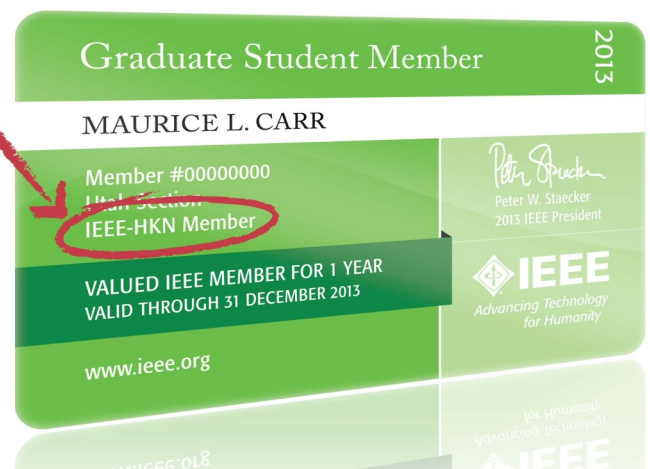 Graduate Student Member
2013
MAURICE L. CARR
Member #00000000
Utah Section
IEEE-HKN Member
VALUED IEEE MEMBER FOR 1 YEAR
VALID THROUGH 31 DECEMBER 2013
www.ieee.org
Peter W. Staecker
2013 IEEE President
IEEE
Advancing Technology
for Humanity